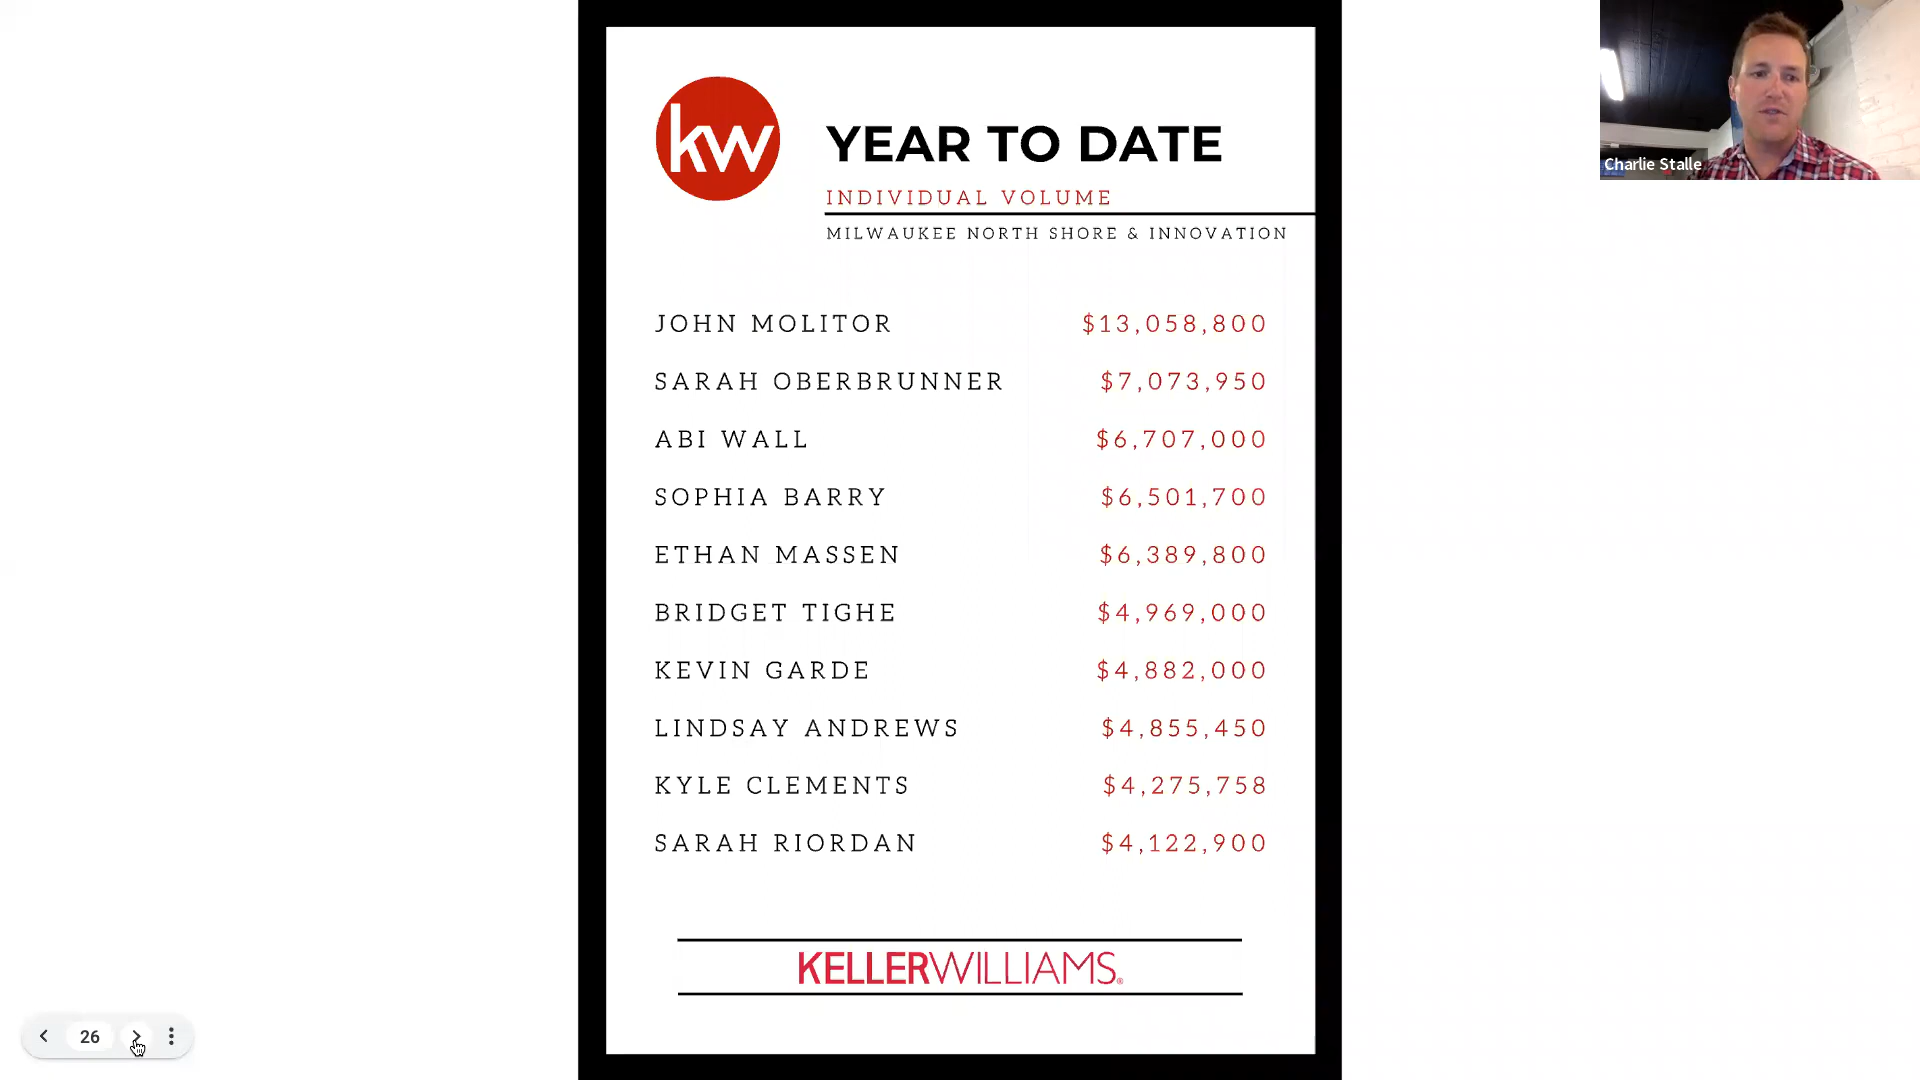 kw
YEAR TO DATE
INDIVIDUAL VOLUME
MILWAUKEE NORTH SHORE & INNOVATION
JOHN MOLITOR $13,058,800
SARAH OBERBRUNNER $7,073,950
ABI WALL $6,707,000
SOPHIA BARRY $6,501,700
ETHAN MASSEN $6,389,800
BRIDGET TIGHE $4,969,000
KEVIN GARDE $4,882,000
LINDSAY ANDREWS $4,855,450
KYLE CLEMENTS $4,275,758
SARAH RIORDAN $4,122,900
KELLERWILLIAMS®
Charlie Stalle
26